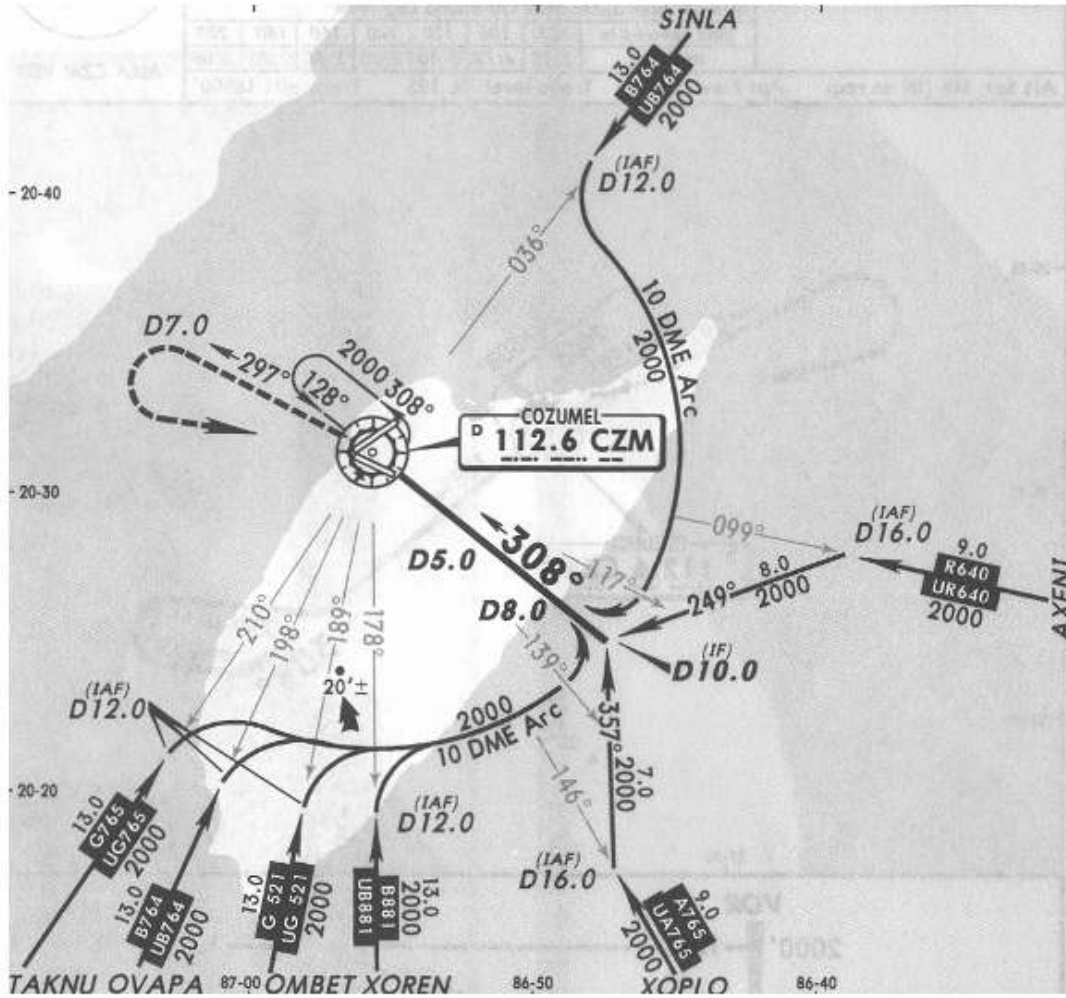 SINLA
13.0
B764
UB764
2000
(IAF)
D12.0
20-40
036°
10 DME Arc
2000
D7.0
297°
2000 308°
128°
COZUMEL
D 112.6 CZM
20-30
099°
(IAF)
D16.0
9.0
R640
UR640
2000
AXENI
308°
D5.0
117°
8.0
249°
2000
D8.0
210°
198°
189°
178°
139°
(IF)
D10.0
20'±
(IAF)
D12.0
2000
10 DME Arc
357°
7.0
2000
146°
20-20
(IAF)
D12.0
(IAF)
D16.0
13.0
G765
UG765
2000
13.0
B764
UB764
2000
13.0
G 521
UG 521
2000
13.0
B881
UB881
2000
9.0
A765
UA765
2000
VOR
2000'
TAKNU OVAPA 87-00 OMBET XOREN 86-50 XOPLO 86-40